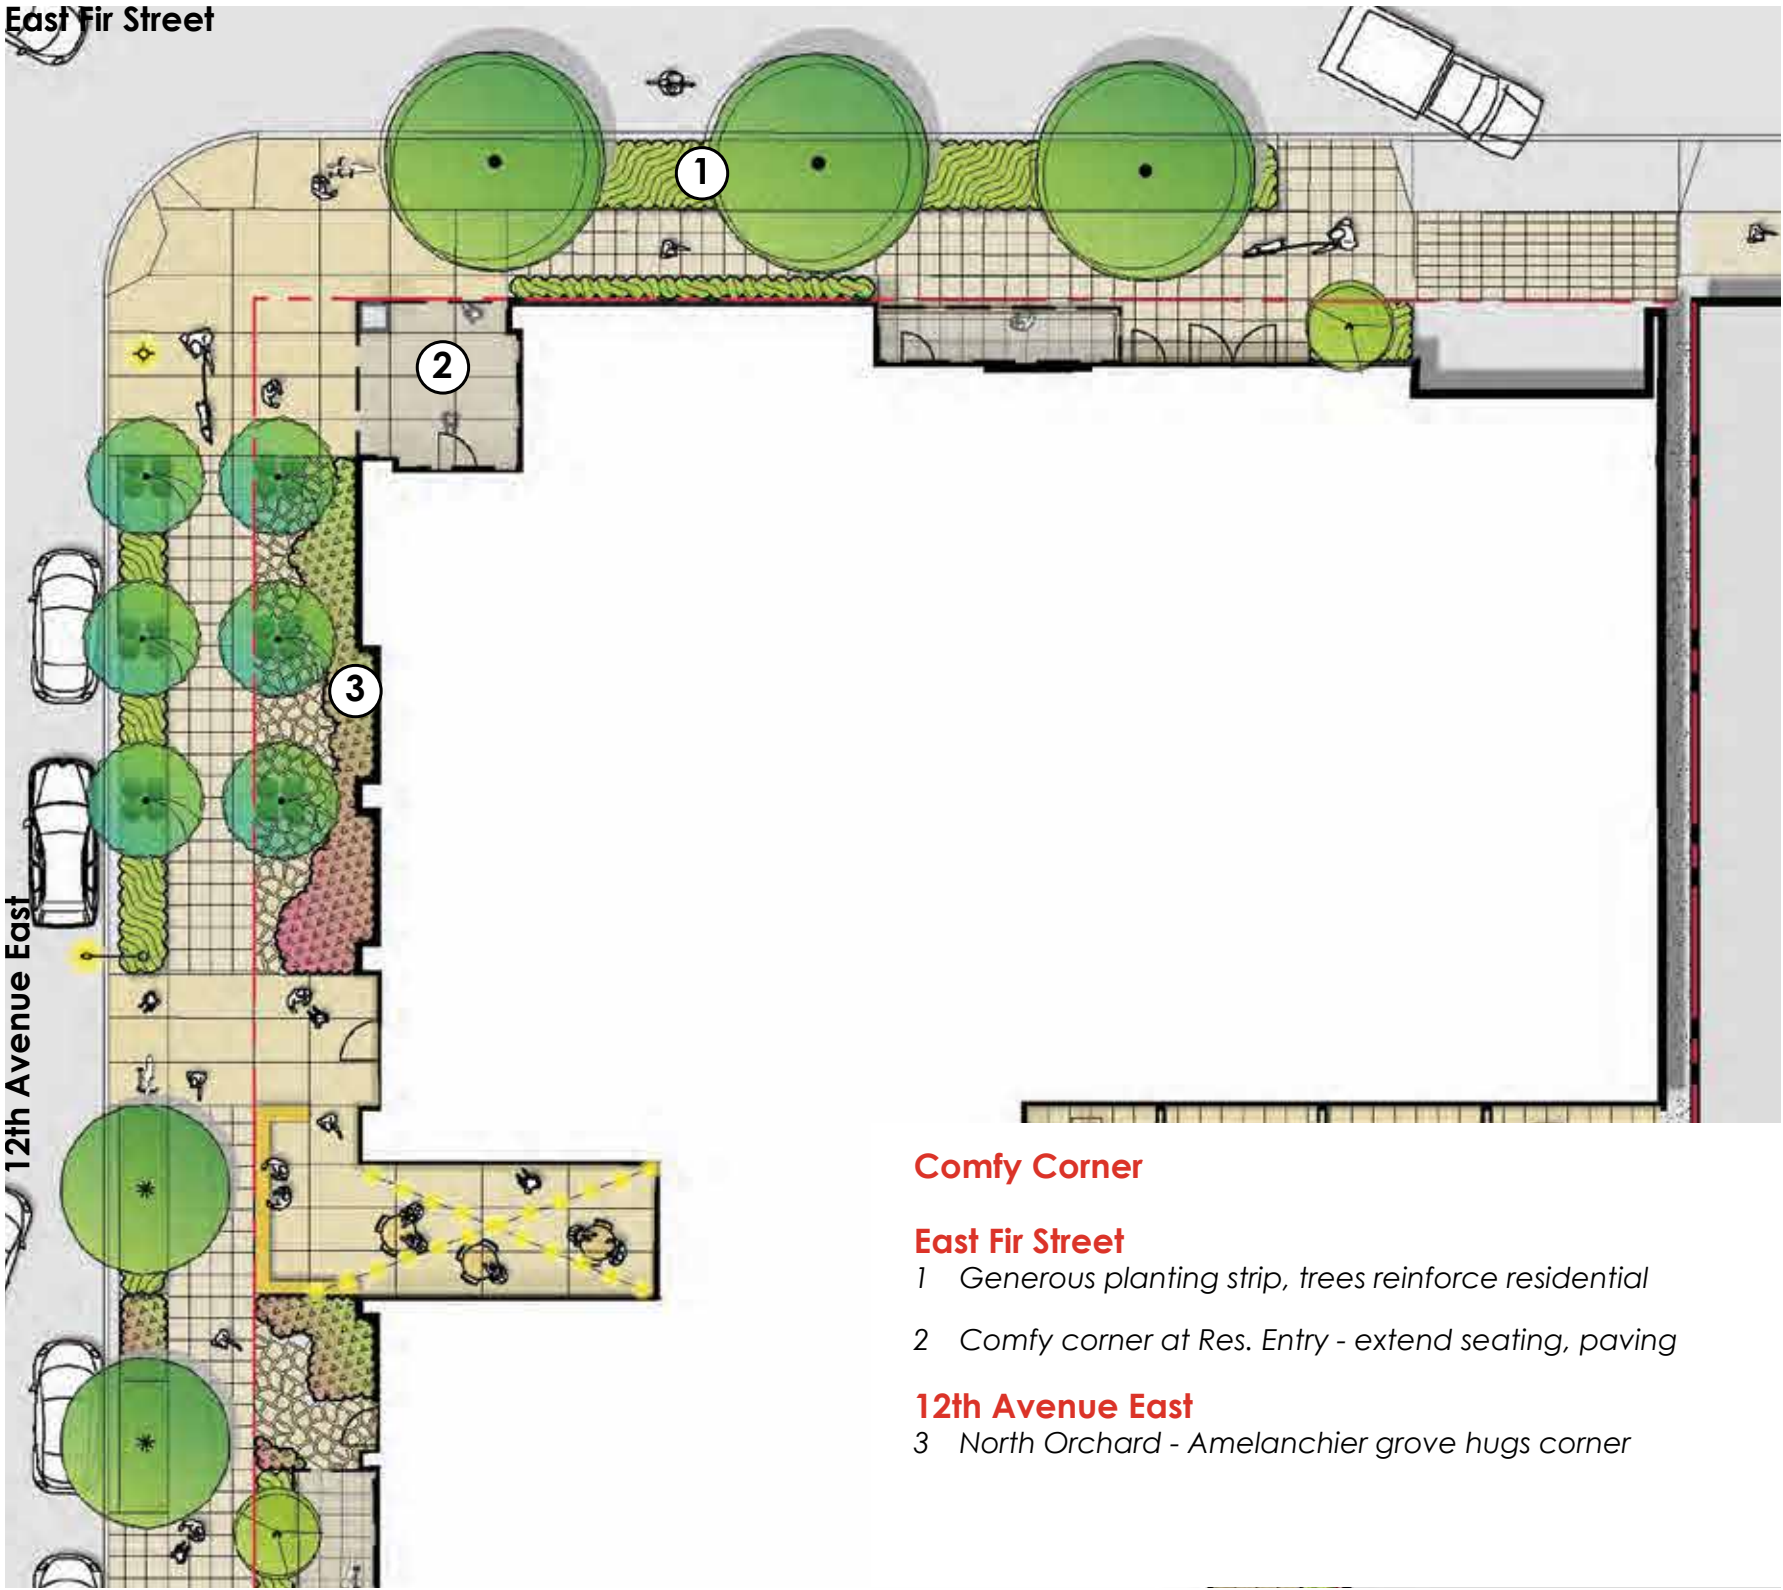 East Fir Street
1
2
3
12th Avenue East
Comfy Corner
East Fir Street
1 Generous planting strip, trees reinforce residential
2 Comfy corner at Res. Entry - extend seating, paving
12th Avenue East
3 North Orchard - Amelanchier grove hugs corner